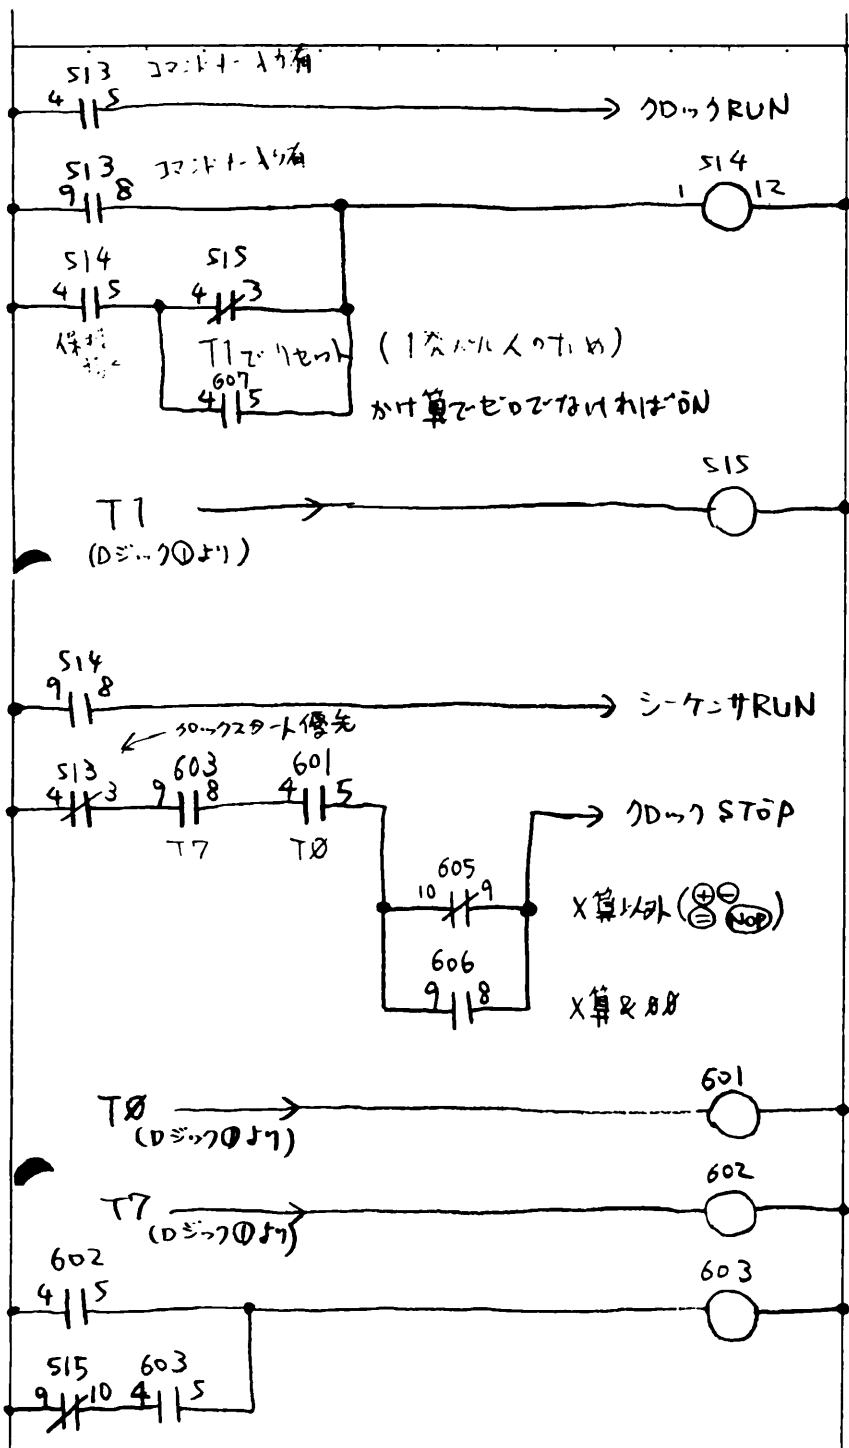 513 コマンドキー入力有
4 5 → クロックRUN
513 コマンドキー入力有
9 8
514
1 12
514
4 5
515
4 3
T1でリセット (1発パルスのため)
607
4 5
かけ算でゼロでなければON
515
T1
(ロジック①より)
514
9 8
→ シーケンサRUN
← クロックスタート優先
513
4 3
603
9 8
T7
601
4 5
TØ
→ クロックSTOP
605
10 9
X算以外(⊕⊖
⊜ NOP)
606
9 8
X算&ØØ
601
TØ
(ロジック①より)
602
T7
(ロジック①より)
602
4 5
603
515
9 10
603
4 5